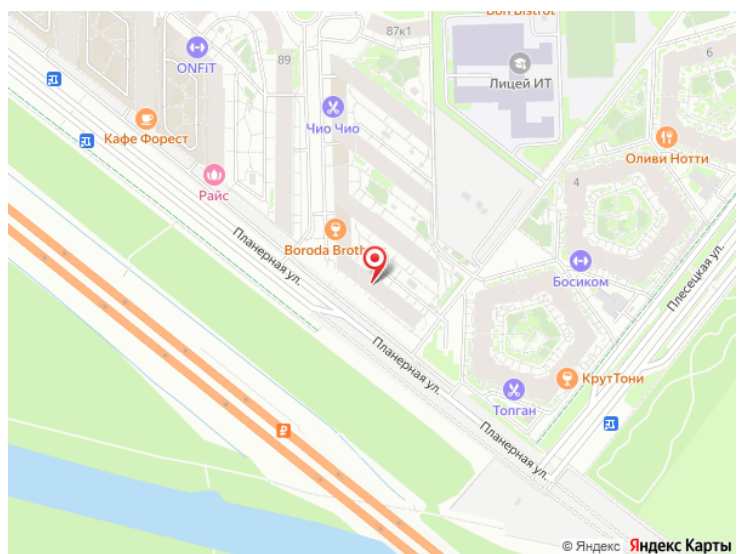 Bon Bistrot
87к1
6
ONFIT
89
Лицей ИТ
Чио Чио
Кафе Форест
Оливи Нотти
Райс
4
Boroda Broth
Планерная ул.
Босиком
Плесецкая ул.
Планерная ул.
КрутТони
Топган
₽
Планерная ул.
© Яндекс Яндекс Карты